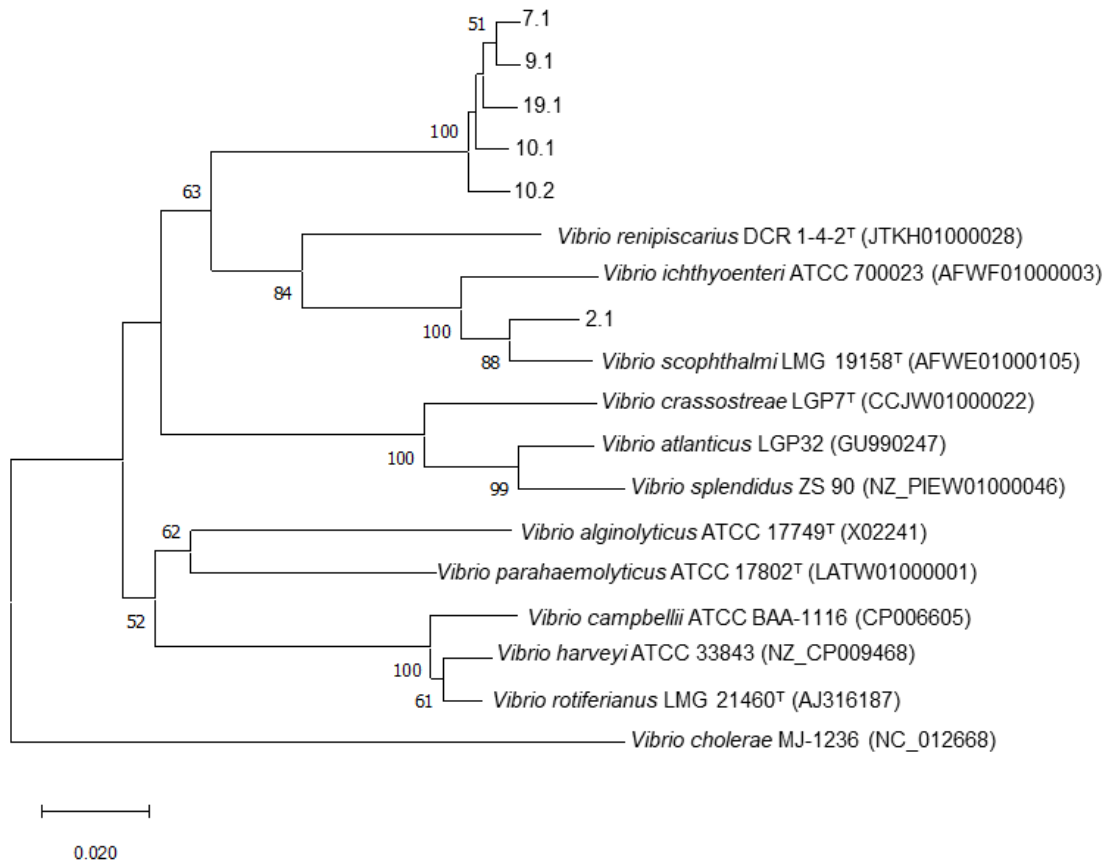 51
7.1
9.1
19.1
100
10.1
10.2
63
Vibrio renipiscarius DCR 1-4-2ᵀ (JTKH01000028)
Vibrio ichthyoenteri ATCC 700023 (AFWF01000003)
84
2.1
100
88
Vibrio scophthalmi LMG 19158ᵀ (AFWE01000105)
Vibrio crassostreae LGP7ᵀ (CCJW01000022)
Vibrio atlanticus LGP32 (GU990247)
100
99
Vibrio splendidus ZS 90 (NZ_PIEW01000046)
62
Vibrio alginolyticus ATCC 17749ᵀ (X02241)
Vibrio parahaemolyticus ATCC 17802ᵀ (LATW01000001)
52
Vibrio campbellii ATCC BAA-1116 (CP006605)
Vibrio harveyi ATCC 33843 (NZ_CP009468)
100
61
Vibrio rotiferianus LMG 21460ᵀ (AJ316187)
Vibrio cholerae MJ-1236 (NC_012668)
0.020